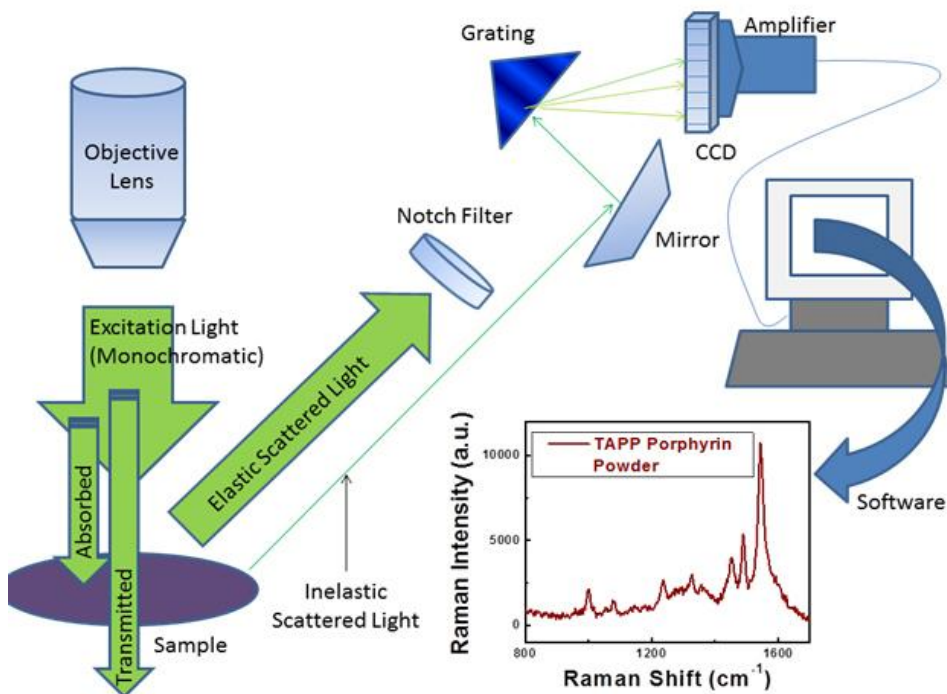 Grating
Amplifier
CCD
Objective
Lens
Notch Filter
Mirror
Excitation Light
(Monochromatic)
Elastic Scattered Light
Absorbed
Transmitted
Sample
Inelastic
Scattered Light
Software
TAPP Porphyrin
Powder
Raman Intensity (a.u.)
10000
5000
0
800
1200
1600
Raman Shift (cm⁻¹)